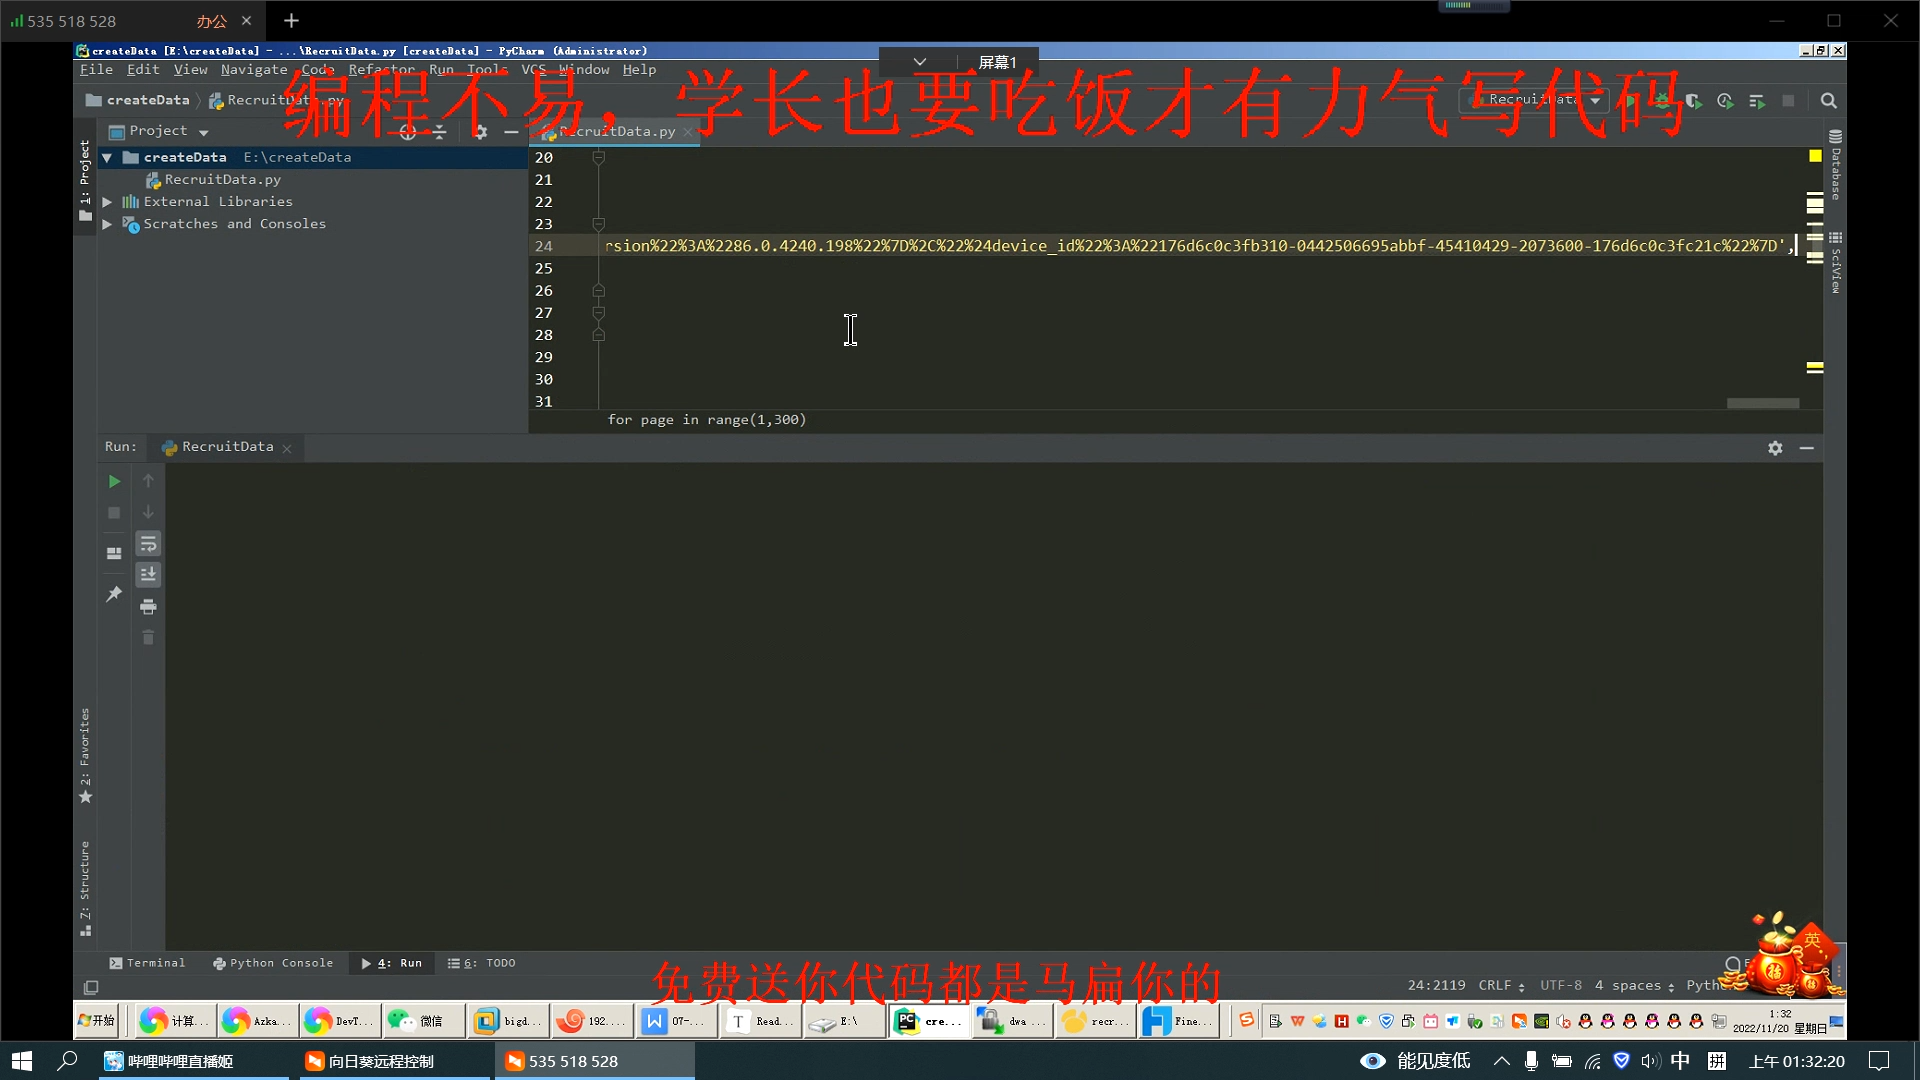 535 518 528 办公
createData [E:\createData] - ...\RecruitData.py [createData] - PyCharm (Administrator)
屏幕1
File Edit View Navigate Code Refactor Run Tools VCS Window Help
编程不易，学长也要吃饭才有力气写代码
createData RecruitData.py RecruitData
Project RecruitData.py
createData E:\createData
RecruitData.py
External Libraries
Scratches and Consoles
1: Project
Database
SciView
20
21
22
23
24 rsion%22%3A%2286.0.4240.198%22%7D%2C%22%24device_id%22%3A%22176d6c0c3fb310-0442506695abbf-45410429-2073600-176d6c0c3fc21c%22%7D',
25
26
27
28
29
30
31
for page in range(1,300)
Run: RecruitData
2: Favorites
7: Structure
Terminal Python Console 4: Run 6: TODO
英
福
免费送你代码都是马扁你的
24:2119 CRLF UTF-8 4 spaces
开始 计算... Azka... DevT... 微信 bigd... 192.... 07-... Read... E:\ cre... dwa ... recr... Fine...
1:32
2022/11/20 星期日
哔哩哔哩直播姬 向日葵远程控制 535 518 528 能见度低 中 拼 上午 01:32:20